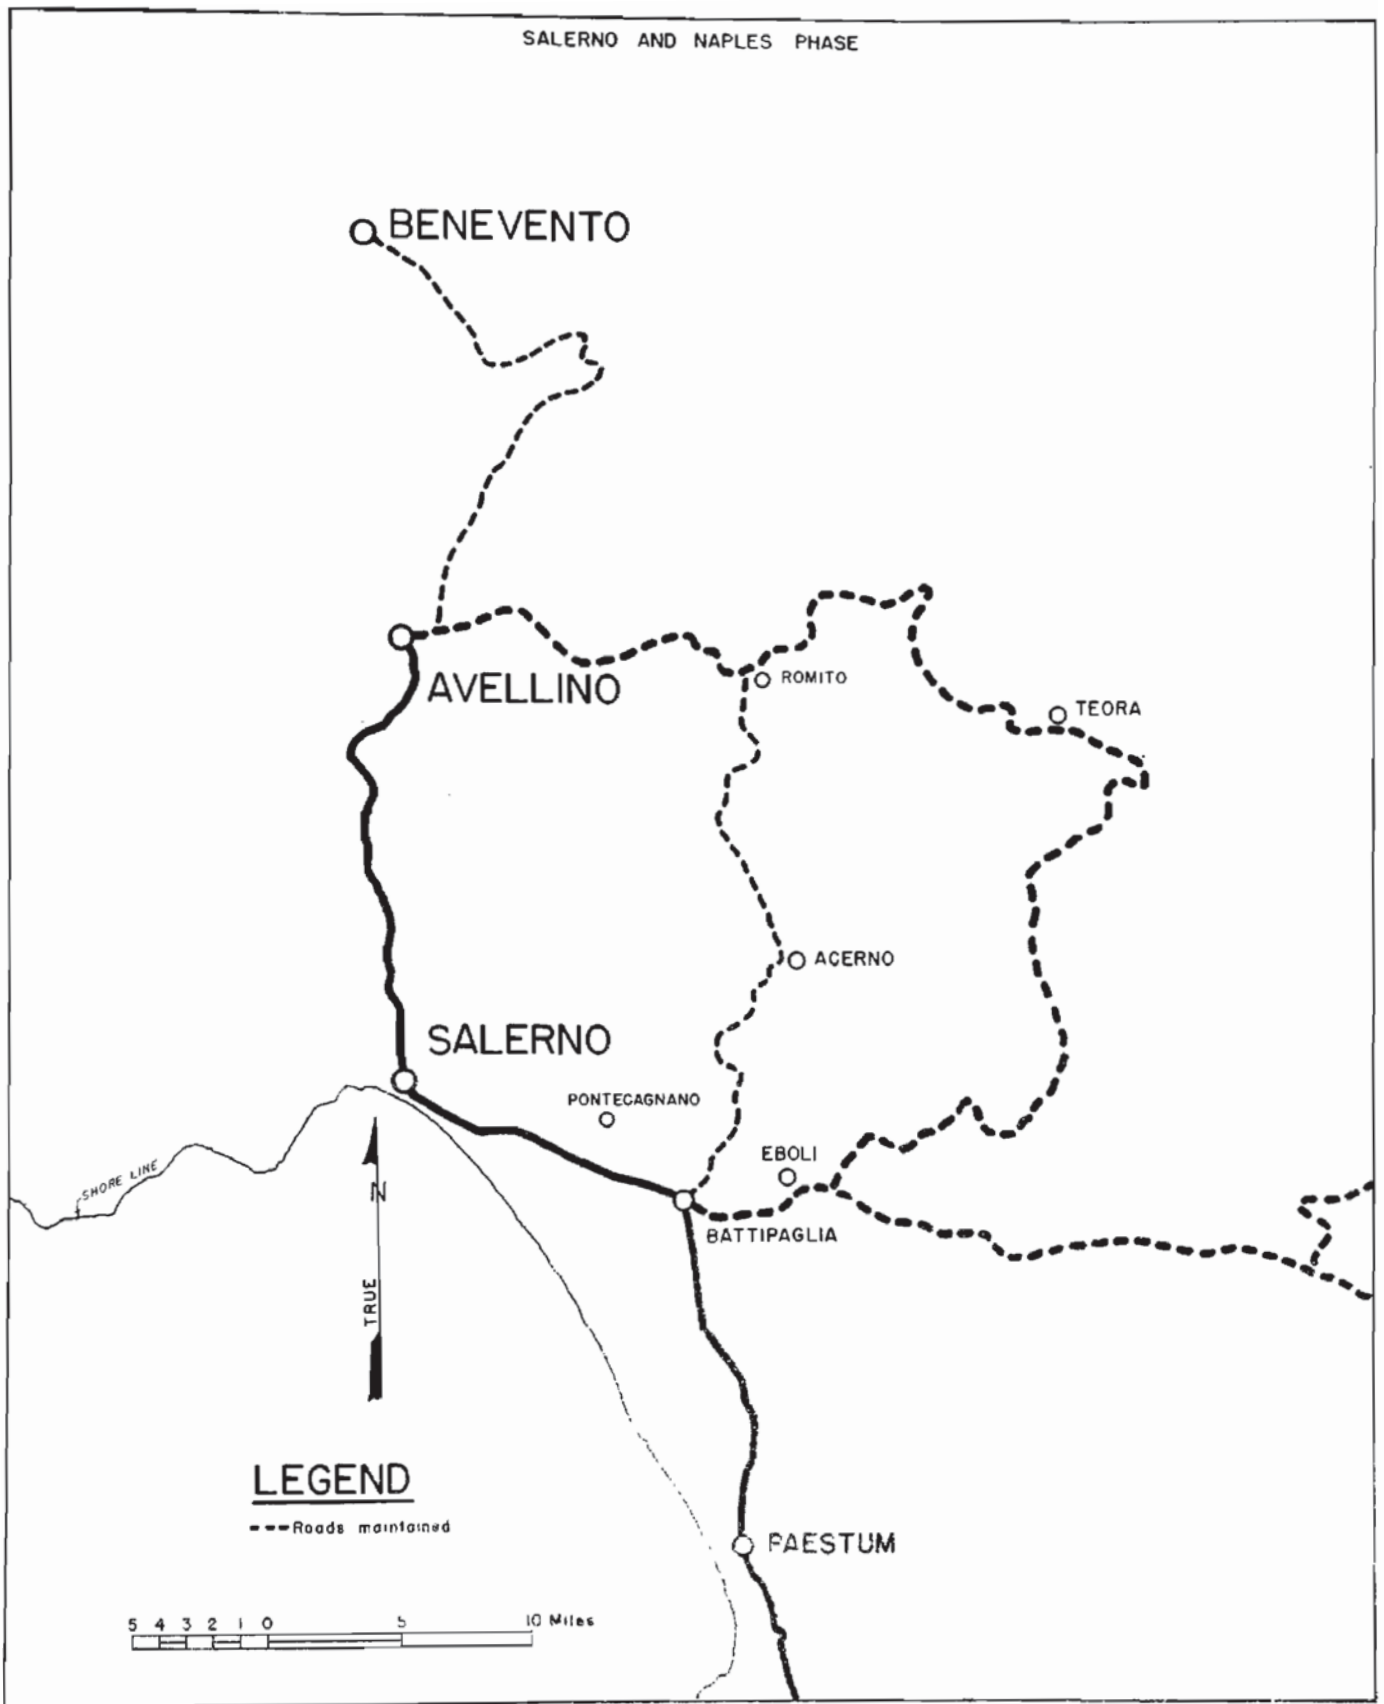 SALERNO AND NAPLES PHASE
BENEVENTO
AVELLINO
ROMITO
TEORA
ACERNO
SALERNO
PONTECAGNANO
EBOLI
SHORE LINE
N
BATTIPAGLIA
TRUE
LEGEND
Roads maintained
PAESTUM
5 4 3 2 1 0 5 10 Miles